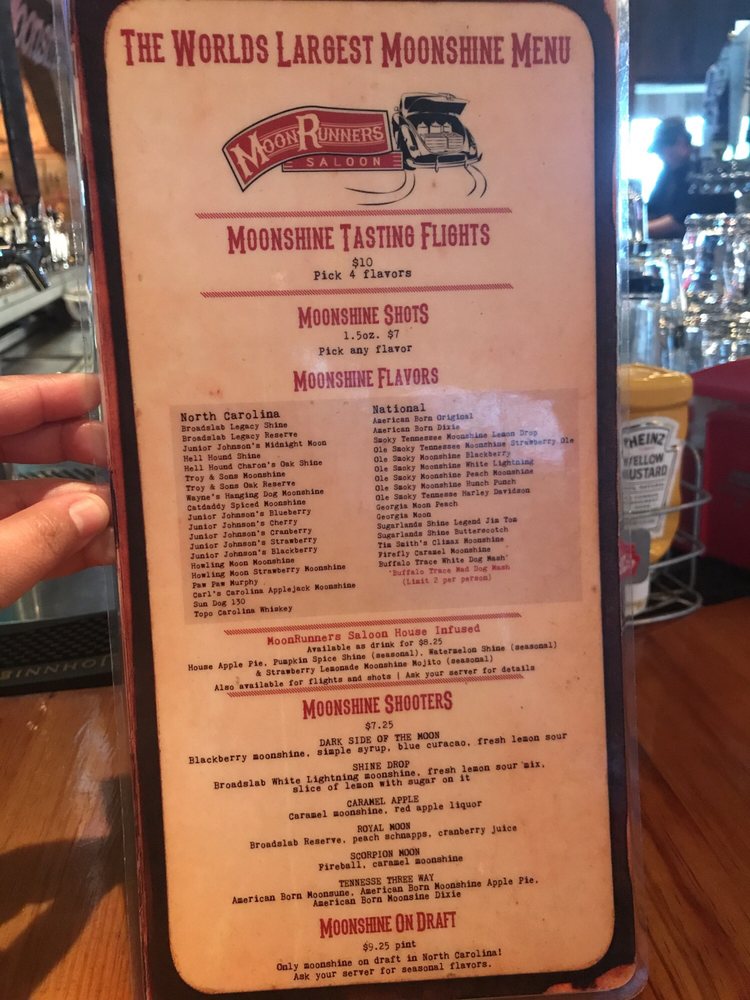 THE WORLDS LARGEST MOONSHINE MENU
MOONRUNNERS
SALOON
MOONSHINE TASTING FLIGHTS
$10
Pick 4 flavors
MOONSHINE SHOTS
1.5oz. $7
Pick any flavor
MOONSHINE FLAVORS
North Carolina
Broadslab Legacy Shine
Broadslab Legacy Reserve
Junior Johnson's Midnight Moon
Hell Hound Shine
Hell Hound Charon's Oak Shine
Troy & Sons Moonshine
Troy & Sons Oak Reserve
Wayne's Hanging Dog Moonshine
Catdaddy Spiced Moonshine
Junior Johnson's Blueberry
Junior Johnson's Cherry
Junior Johnson's Cranberry
Junior Johnson's Strawberry
Junior Johnson's Blackberry
Howling Moon Moonshine
Howling Moon Strawberry Moonshine
Paw Paw Murphy
Carl's Carolina Applejack Moonshine
Sun Dog 130
Topo Carolina Whiskey
National
American Born Original
American Born Dixie
Smoky Tennessee Moonshine Lemon Drop
Ole Smoky Tennessee Moonshine Strawberry Ole
Ole Smoky Moonshine Blackberry
Ole Smoky Moonshine White Lightning
Ole Smoky Moonshine Peach Moonshine
Ole Smoky Moonshine Hunch Punch
Ole Smoky Tennesse Harley Davidson
Georgia Moon Peach
Georgia Moon
Sugarlands Shine Legend Jim Tom
Sugarlands Shine Butterscotch
Tim Smith's Climax Moonshine
Firefly Caramel Moonshine
Buffalo Trace White Dog Mash
*Buffalo Trace Mad Dog Mash
(Limit 2 per person)
MoonRunners Saloon House Infused
Available as drink for $8.25
House Apple Pie, Pumpkin Spice Shine (seasonal), Watermelon Shine (seasonal)
& Strawberry Lemonade Moonshine Mojito (seasonal)
Also available for flights and shots | Ask your server for details
MOONSHINE SHOOTERS
$7.25
DARK SIDE OF THE MOON
Blackberry moonshine, simple syrup, blue curacao, fresh lemon sour
SHINE DROP
Broadslab White Lightning moonshine, fresh lemon sour mix,
slice of lemon with sugar on it
CARAMEL APPLE
Caramel moonshine, red apple liquor
ROYAL MOON
Broadslab Reserve, peach schnapps, cranberry juice
SCORPION MOON
Fireball, caramel moonshine
TENNESSE THREE WAY
American Born Moonsune, American Born Moonshine Apple Pie,
American Born Moonsine Dixie
MOONSHINE ON DRAFT
$9.25 pint
Only moonshine on draft in North Carolina!
Ask your server for seasonal flavors.
HEINZ
YELLOW
MUSTARD